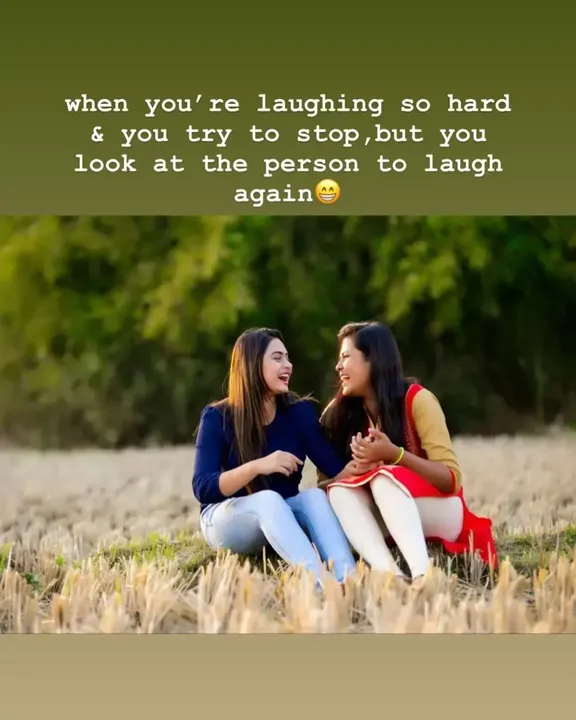 when you’re laughing so hard
& you try to stop,but you
look at the person to laugh
again😁